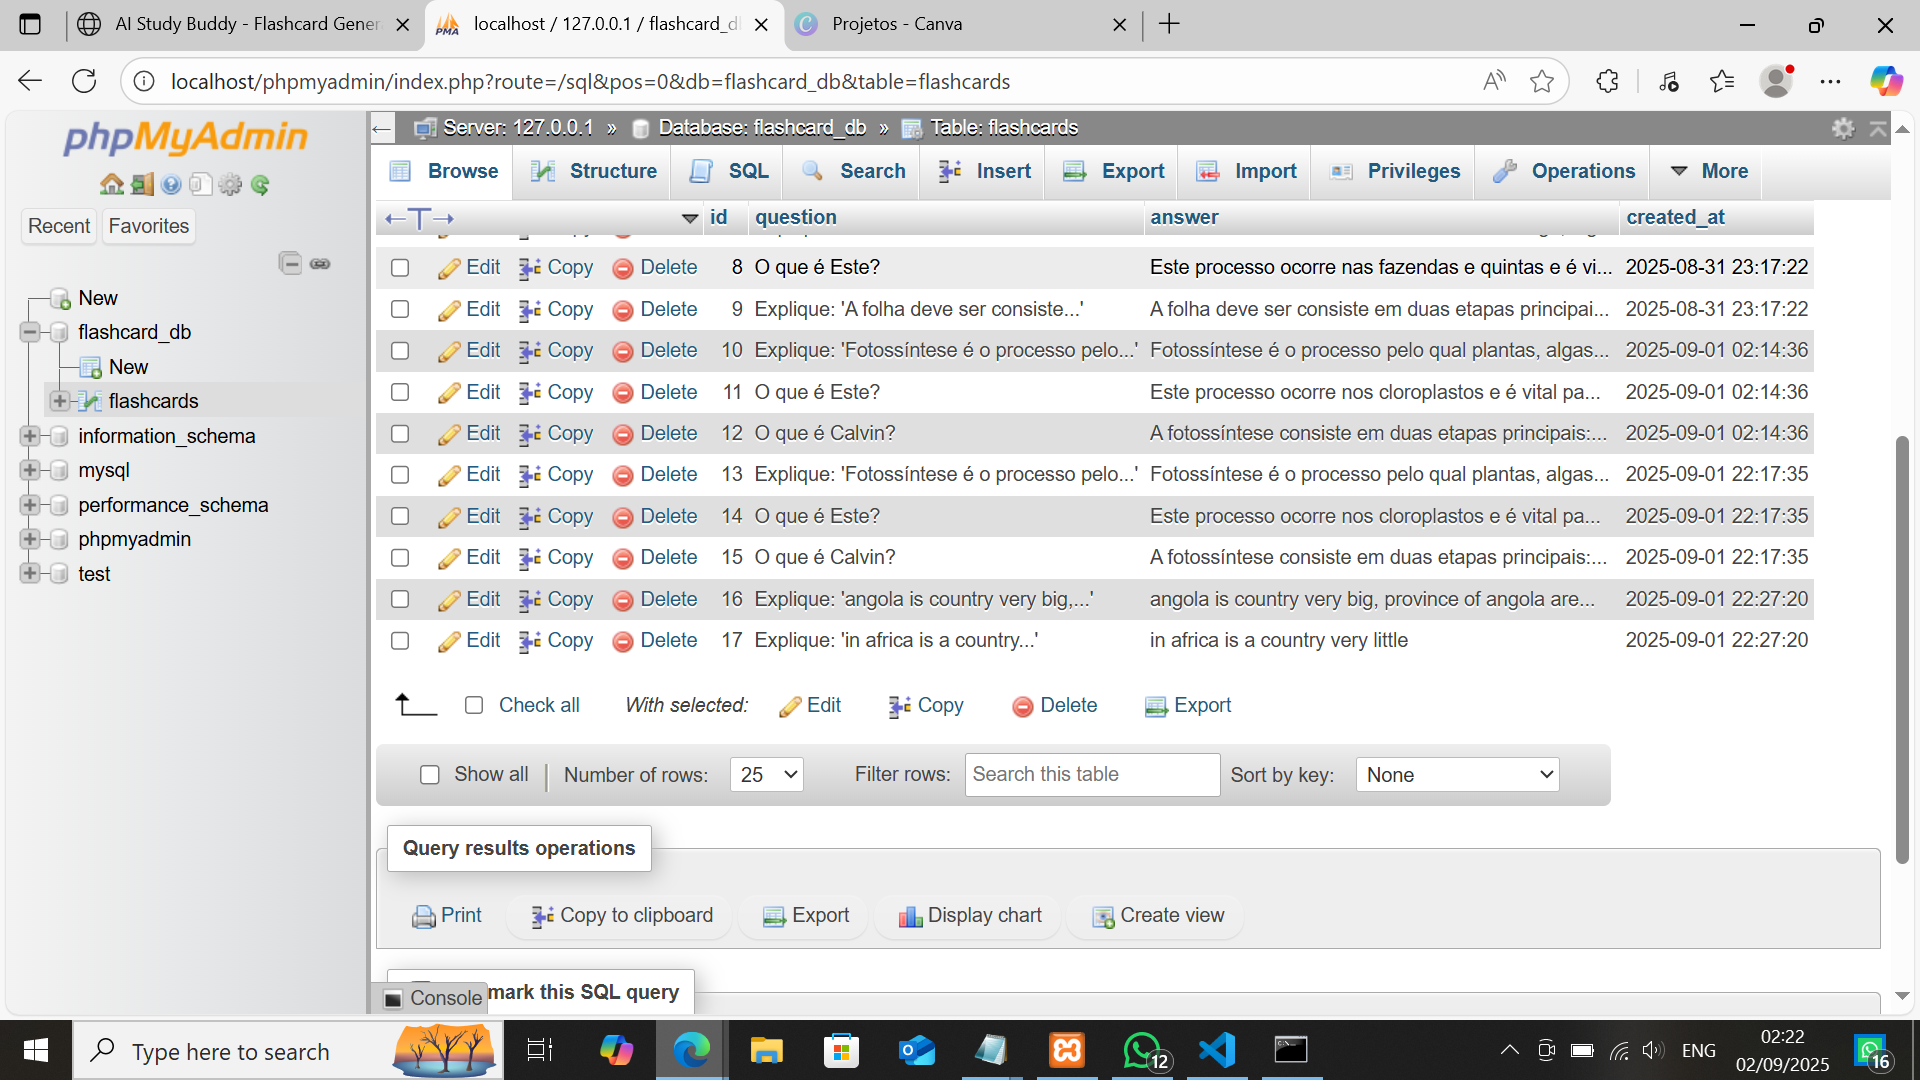 AI Study Buddy - Flashcard Gener
localhost / 127.0.0.1 / flashcard_d
Projetos - Canva
localhost/phpmyadmin/index.php?route=/sql&pos=0&db=flashcard_db&table=flashcards
phpMyAdmin
Recent Favorites
New
flashcard_db
New
flashcards
information_schema
mysql
performance_schema
phpmyadmin
test
Server: 127.0.0.1 » Database: flashcard_db » Table: flashcards
Browse Structure SQL Search Insert Export Import Privileges Operations More
id question answer created_at
Edit Copy Delete 8 O que é Este? Este processo ocorre nas fazendas e quintas e é vi... 2025-08-31 23:17:22
Edit Copy Delete 9 Explique: 'A folha deve ser consiste...' A folha deve ser consiste em duas etapas principai... 2025-08-31 23:17:22
Edit Copy Delete 10 Explique: 'Fotossíntese é o processo pelo...' Fotossíntese é o processo pelo qual plantas, algas... 2025-09-01 02:14:36
Edit Copy Delete 11 O que é Este? Este processo ocorre nos cloroplastos e é vital pa... 2025-09-01 02:14:36
Edit Copy Delete 12 O que é Calvin? A fotossíntese consiste em duas etapas principais:... 2025-09-01 02:14:36
Edit Copy Delete 13 Explique: 'Fotossíntese é o processo pelo...' Fotossíntese é o processo pelo qual plantas, algas... 2025-09-01 22:17:35
Edit Copy Delete 14 O que é Este? Este processo ocorre nos cloroplastos e é vital pa... 2025-09-01 22:17:35
Edit Copy Delete 15 O que é Calvin? A fotossíntese consiste em duas etapas principais:... 2025-09-01 22:17:35
Edit Copy Delete 16 Explique: 'angola is country very big,...' angola is country very big, province of angola are... 2025-09-01 22:27:20
Edit Copy Delete 17 Explique: 'in africa is a country...' in africa is a country very little 2025-09-01 22:27:20
Check all With selected: Edit Copy Delete Export
Show all Number of rows: 25 Filter rows: Search this table Sort by key: None
Query results operations
Print Copy to clipboard Export Display chart Create view
Console mark this SQL query
Type here to search
12
ENG
02:22
02/09/2025
16